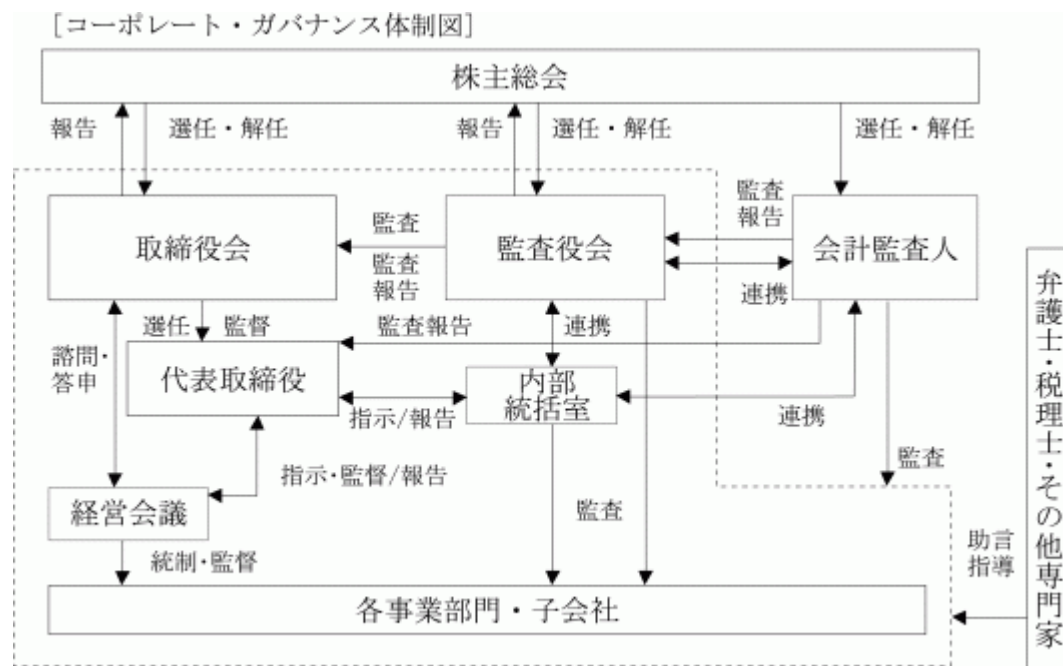 [コーポレート・ガバナンス体制図]
株主総会
報告
選任・解任
報告
選任・解任
選任・解任
取締役会
監査
監査
報告
監査役会
監査
報告
連携
会計監査人
選任
監督
監査報告
連携
諮問・
答申
代表取締役
内部
統括室
指示/報告
連携
指示・監督/報告
監査
監査
経営会議
統制・監督
各事業部門・子会社
助言
指導
弁護士・税理士・その他専門家